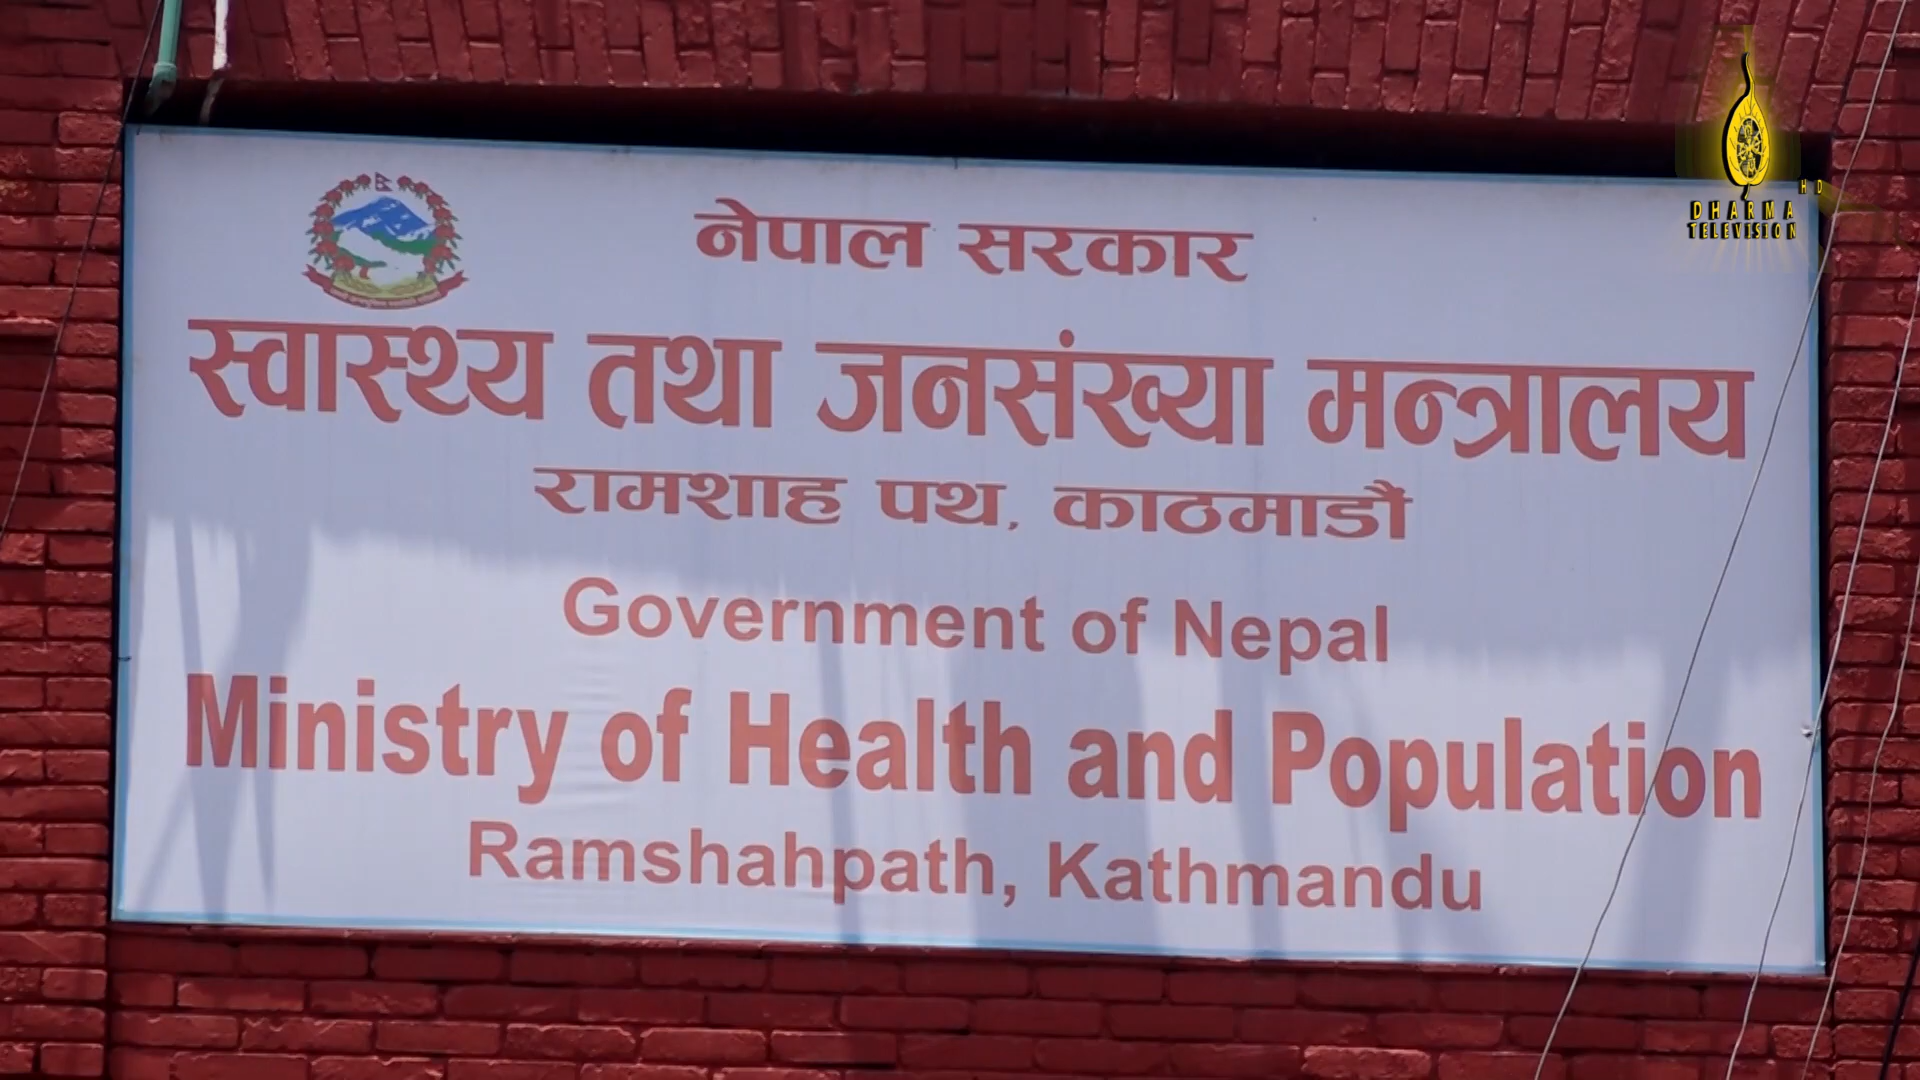 नेपाल सरकार
स्वास्थ्य तथा जनसंख्या मन्त्रालय
रामशाह पथ, काठमाडौं
Government of Nepal
Ministry of Health and Population
Ramshahpath, Kathmandu
HD
DHARMA
TELEVISION